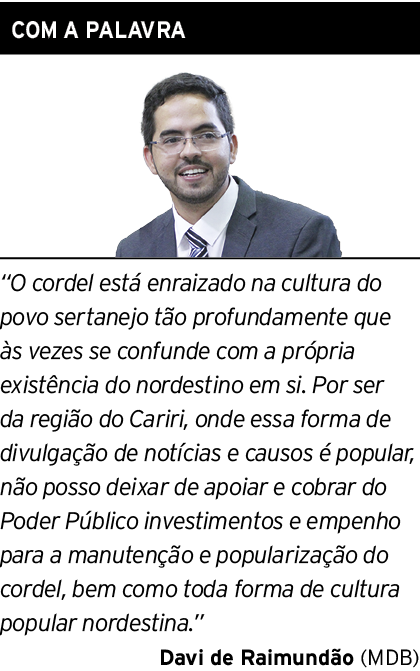 COM A PALAVRA
“O cordel está enraizado na cultura do
povo sertanejo tão profundamente que
às vezes se confunde com a própria
existência do nordestino em si. Por ser
da região do Cariri, onde essa forma de
divulgação de notícias e causos é popular,
não posso deixar de apoiar e cobrar do
Poder Público investimentos e empenho
para a manutenção e popularização do
cordel, bem como toda forma de cultura
popular nordestina.”
Davi de Raimundão (MDB)